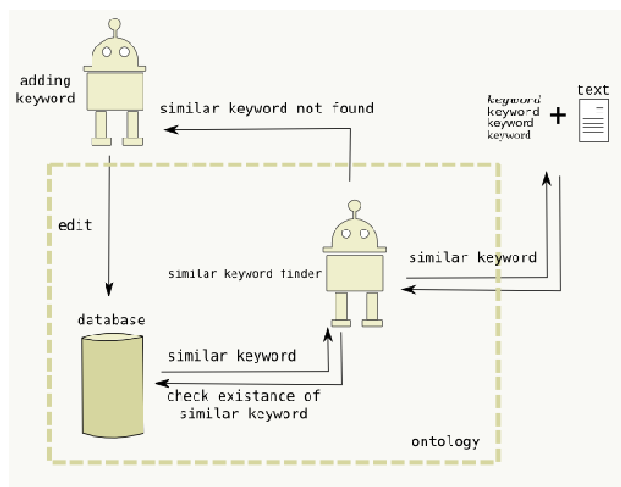 adding
keyword
similar keyword not found
text
keyword
keyword
keyword
keyword
edit
similar keyword
similar keyword finder
database
similar keyword
check existance of
similar keyword
ontology